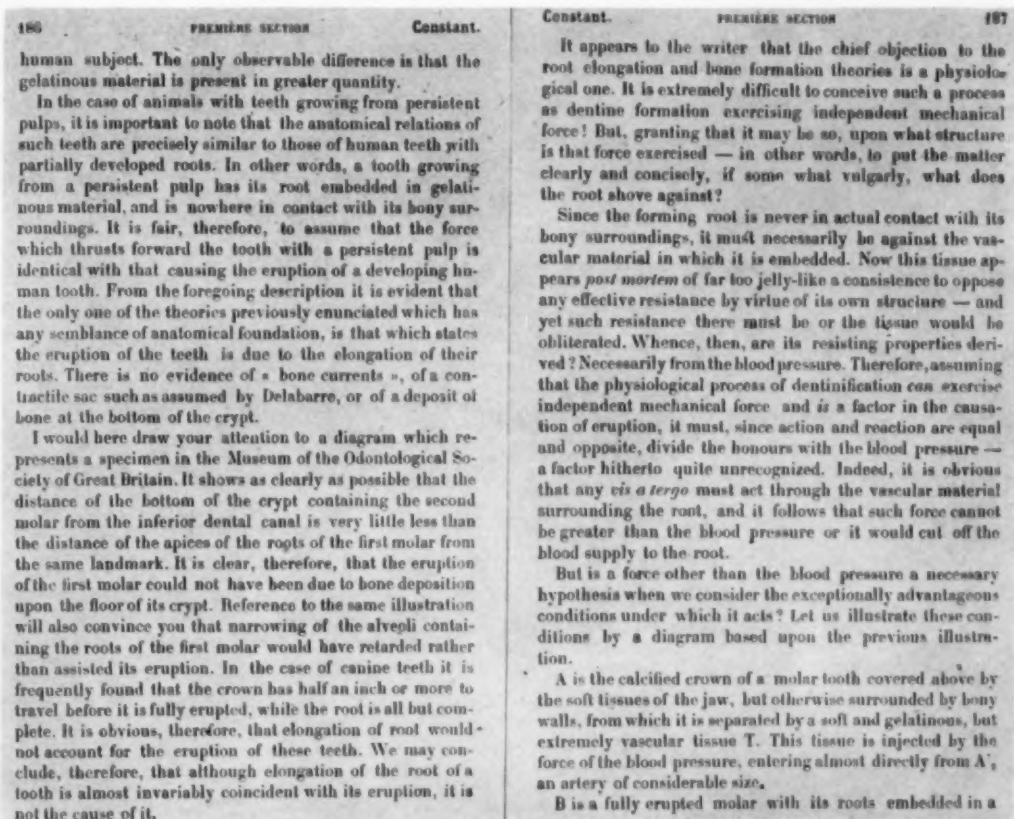 186 PREMIÈRE SECTION Constant.
human subject. The only observable difference is that the
gelatinous material is present in greater quantity.
In the case of animals with teeth growing from persistent
pulps, it is important to note that the anatomical relations of
such teeth are precisely similar to those of human teeth with
partially developed roots. In other words, a tooth growing
from a persistent pulp has its root embedded in gelati-
nous material, and is nowhere in contact with its bony sur-
roundings. It is fair, therefore, to assume that the force
which thrusts forward the tooth with a persistent pulp is
identical with that causing the eruption of a developing hu-
man tooth. From the foregoing description it is evident that
the only one of the theories previously enunciated which has
any semblance of anatomical foundation, is that which states
the eruption of the teeth is due to the elongation of their
roots. There is no evidence of « bone currents », of a con-
tractile sac such as assumed by Delabarre, or of a deposit of
bone at the bottom of the crypt.
I would here draw your attention to a diagram which re-
presents a specimen in the Museum of the Odontological So-
ciety of Great Britain. It shows as clearly as possible that the
distance of the bottom of the crypt containing the second
molar from the inferior dental canal is very little less than
the distance of the apices of the roots of the first molar from
the same landmark. It is clear, therefore, that the eruption
of the first molar could not have been due to bone deposition
upon the floor of its crypt. Reference to the same illustration
will also convince you that narrowing of the alveoli contai-
ning the roots of the first molar would have retarded rather
than assisted its eruption. In the case of canine teeth it is
frequently found that the crown has half an inch or more to
travel before it is fully erupted, while the root is all but com-
plete. It is obvious, therefore, that elongation of root would
not account for the eruption of these teeth. We may con-
clude, therefore, that although elongation of the root of a
tooth is almost invariably coincident with its eruption, it is
not the cause of it.
Constant. PREMIÈRE SECTION 187
It appears to the writer that the chief objection to the
root elongation and bone formation theories is a physiolo-
gical one. It is extremely difficult to conceive such a process
as dentine formation exercising independent mechanical
force! But, granting that it may be so, upon what structure
is that force exercised — in other words, to put the matter
clearly and concisely, if some what vulgarly, what does
the root shove against?
Since the forming root is never in actual contact with its
bony surroundings, it must necessarily be against the vas-
cular material in which it is embedded. Now this tissue ap-
pears post mortem of far too jelly-like a consistence to oppose
any effective resistance by virtue of its own structure — and
yet such resistance there must be or the tissue would be
obliterated. Whence, then, are its resisting properties deri-
ved? Necessarily from the blood pressure. Therefore, assuming
that the physiological process of dentinification can exercise
independent mechanical force and is a factor in the causa-
tion of eruption, it must, since action and reaction are equal
and opposite, divide the honours with the blood pressure —
a factor hitherto quite unrecognized. Indeed, it is obvious
that any vis a tergo must act through the vascular material
surrounding the root, and it follows that such force cannot
be greater than the blood pressure or it would cut off the
blood supply to the root.
But is a force other than the blood pressure a necessary
hypothesis when we consider the exceptionally advantageous
conditions under which it acts? Let us illustrate these con-
ditions by a diagram based upon the previous illustra-
tion.
A is the calcified crown of a molar tooth covered above by
the soft tissues of the jaw, but otherwise surrounded by bony
walls, from which it is separated by a soft and gelatinous, but
extremely vascular tissue T. This tissue is injected by the
force of the blood pressure, entering almost directly from A',
an artery of considerable size.
B is a fully erupted molar with its roots embedded in a